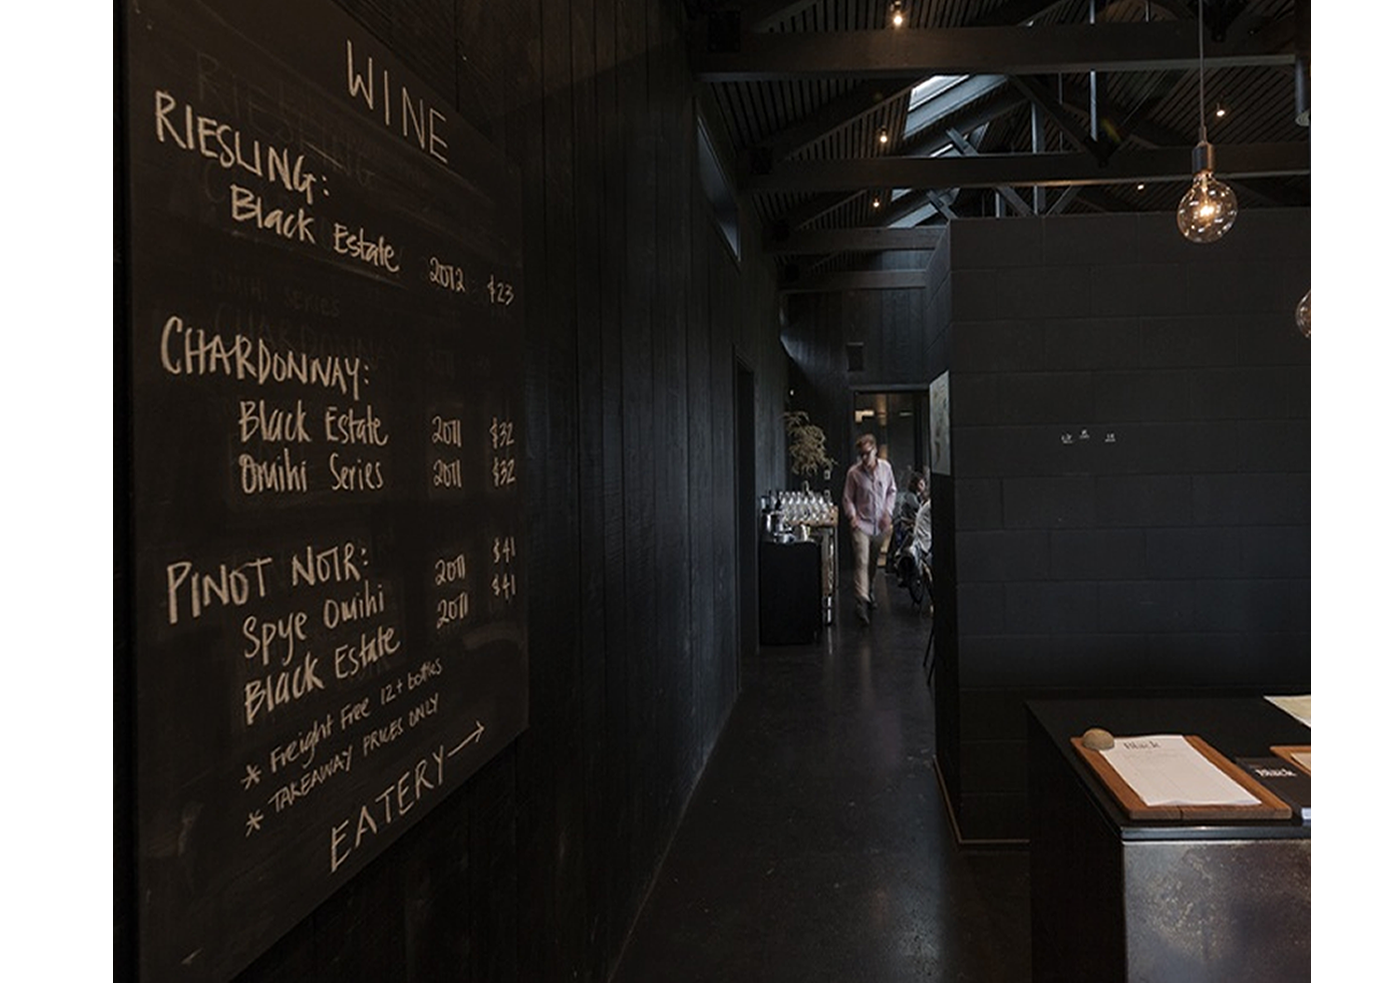 WINE
RIESLING:
Black Estate 2012 $23
CHARDONNAY:
Black Estate 2011 $32
Omihi Series 2011 $32
PINOT NOIR:
Spye Omihi 2011 $41
Black Estate 2011 $41
* Freight Free 12+ bottles
* TAKEAWAY PRICES ONLY
EATERY →
Black
Black